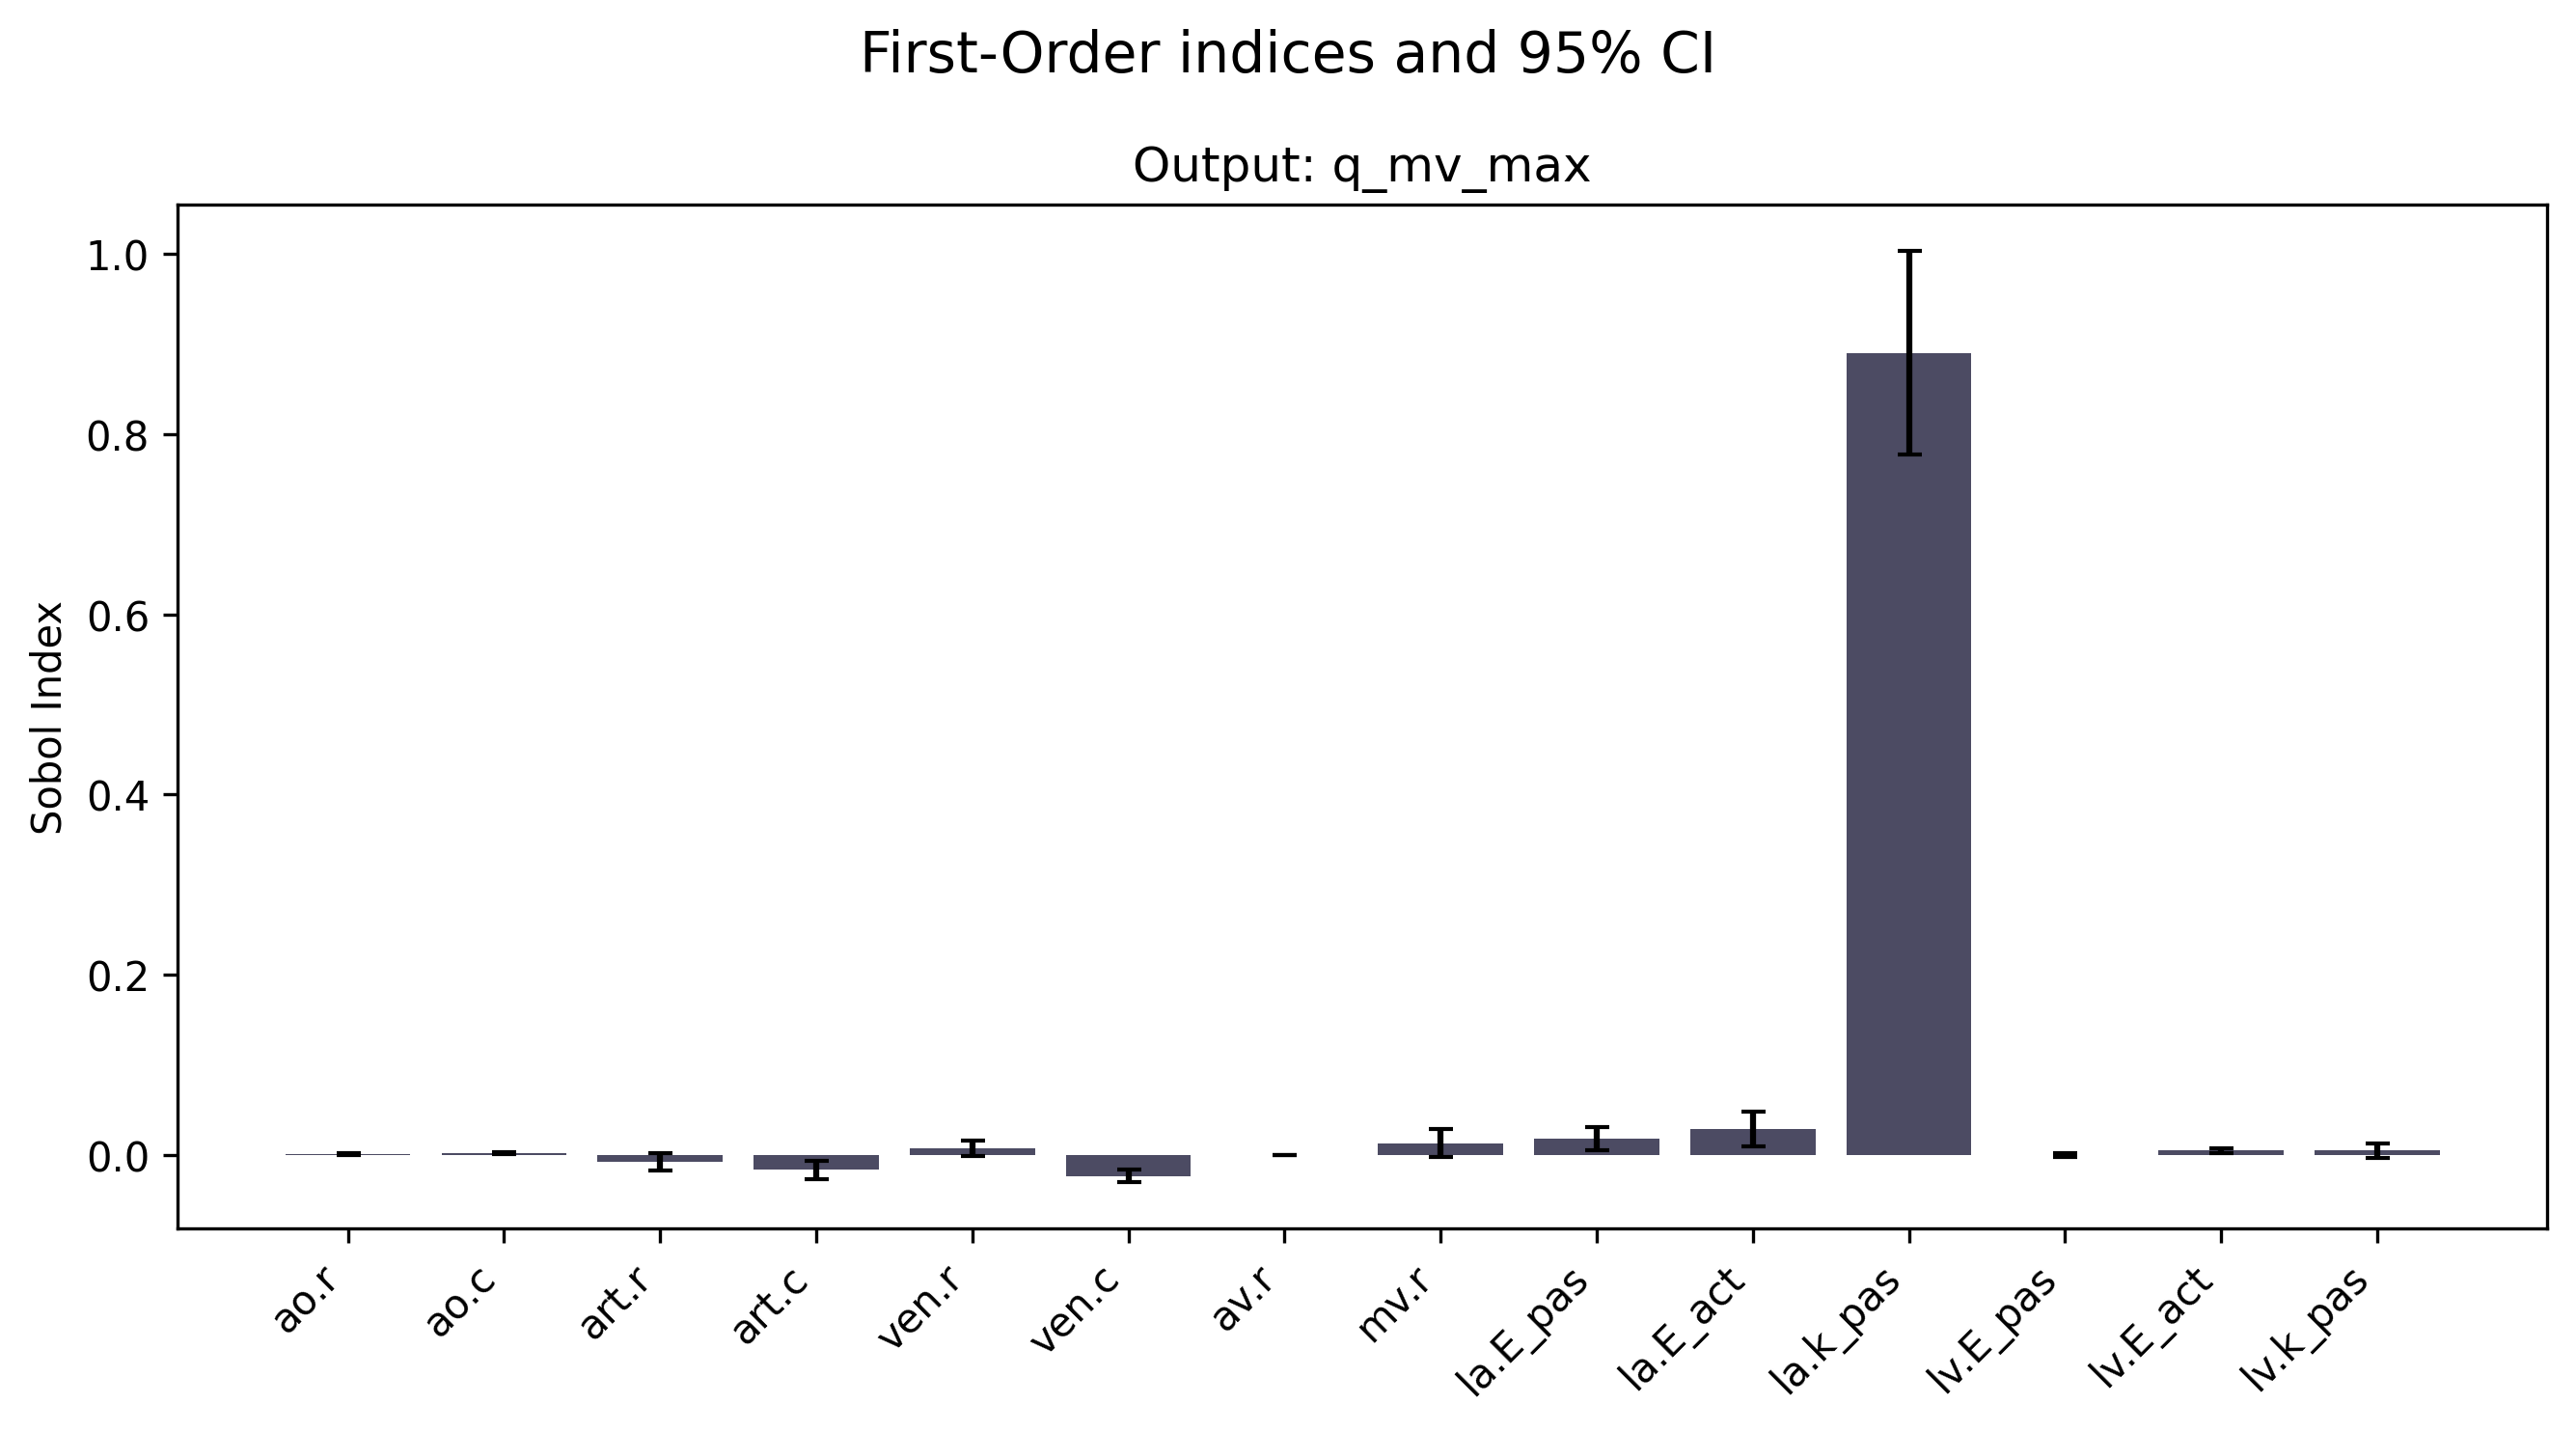 First-Order indices and 95% CI
Output: q_mv_max
Sobol Index
1.0
0.8
0.6
0.4
0.2
0.0
ao.r
ao.c
art.r
art.c
ven.r
ven.c
av.r
mv.r
la.E_pas
la.E_act
la.k_pas
lv.E_pas
lv.E_act
lv.k_pas